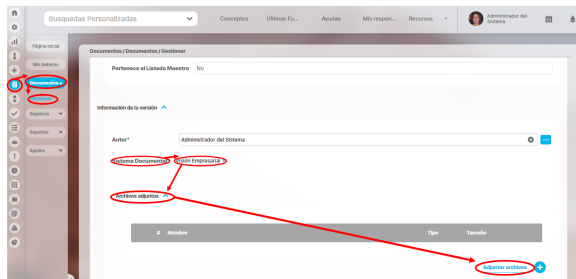 Busquedas Personalizadas
Conceptos
Últimas Fu...
Ayudas
Mis respon...
Recursos
Administrador del Sistema
Página inicial
Mis deberes
Documentos
Gestionar
Registros
Reportes
Ajustes
Documentos / Documentos / Gestionar
Pertenece al Listado Maestro No
Información de la versión
Autor* Administrador del Sistema
Sistema Documental Visión Empresarial
Archivos adjuntos
# Nombre Tipo Tamaño
Adjuntar archivos